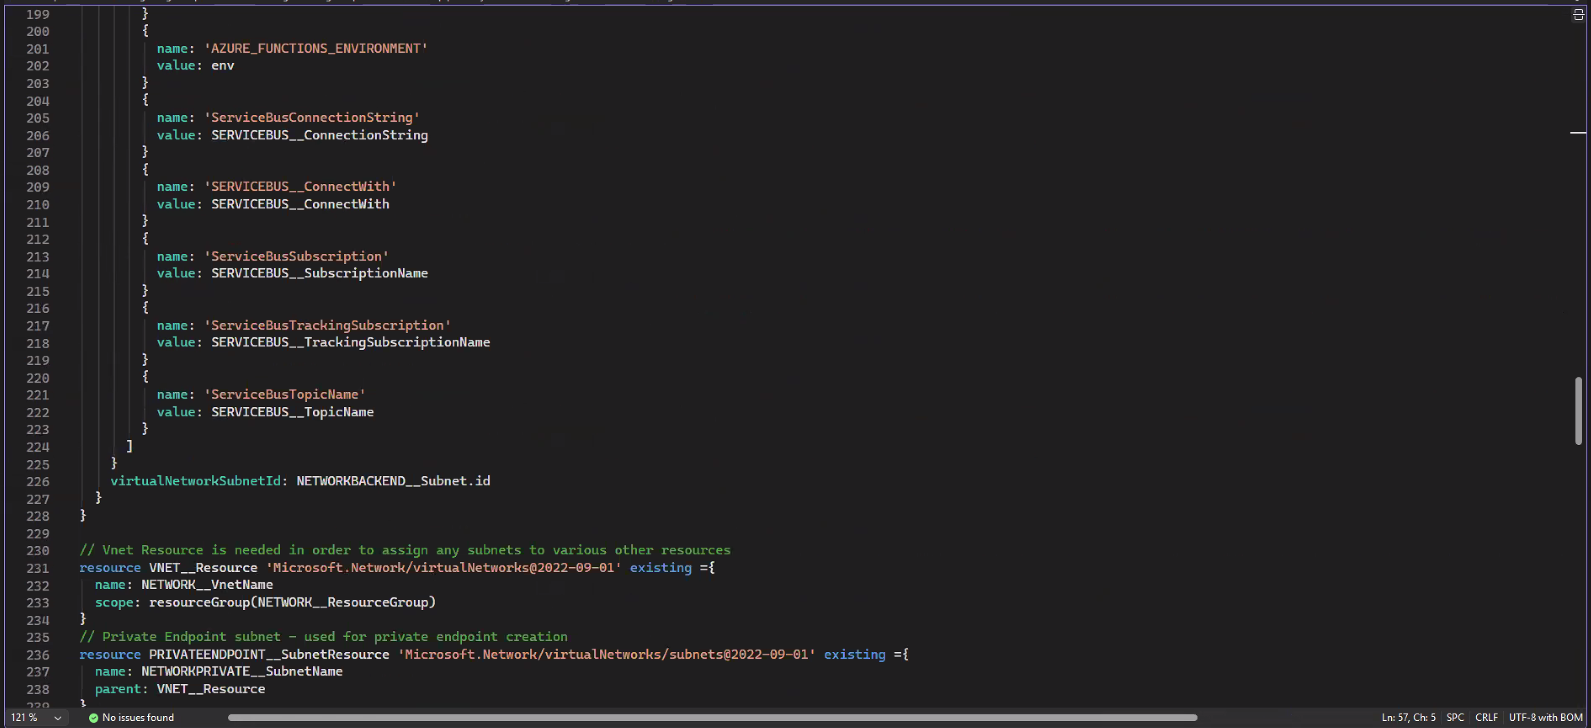 199 }
200 {
201 name: 'AZURE_FUNCTIONS_ENVIRONMENT'
202 value: env
203 }
204 {
205 name: 'ServiceBusConnectionString'
206 value: SERVICEBUS__ConnectionString
207 }
208 {
209 name: 'SERVICEBUS__ConnectWith'
210 value: SERVICEBUS__ConnectWith
211 }
212 {
213 name: 'ServiceBusSubscription'
214 value: SERVICEBUS__SubscriptionName
215 }
216 {
217 name: 'ServiceBusTrackingSubscription'
218 value: SERVICEBUS__TrackingSubscriptionName
219 }
220 {
221 name: 'ServiceBusTopicName'
222 value: SERVICEBUS__TopicName
223 }
224 ]
225 }
226 virtualNetworkSubnetId: NETWORKBACKEND__Subnet.id
227 }
228 }
229
230 // Vnet Resource is needed in order to assign any subnets to various other resources
231 resource VNET__Resource 'Microsoft.Network/virtualNetworks@2022-09-01' existing ={
232 name: NETWORK__VnetName
233 scope: resourceGroup(NETWORK__ResourceGroup)
234 }
235 // Private Endpoint subnet - used for private endpoint creation
236 resource PRIVATEENDPOINT__SubnetResource 'Microsoft.Network/virtualNetworks/subnets@2022-09-01' existing ={
237 name: NETWORKPRIVATE__SubnetName
238 parent: VNET__Resource
239 }
121 % No issues found Ln: 57, Ch: 5 SPC CRLF UTF-8 with BOM